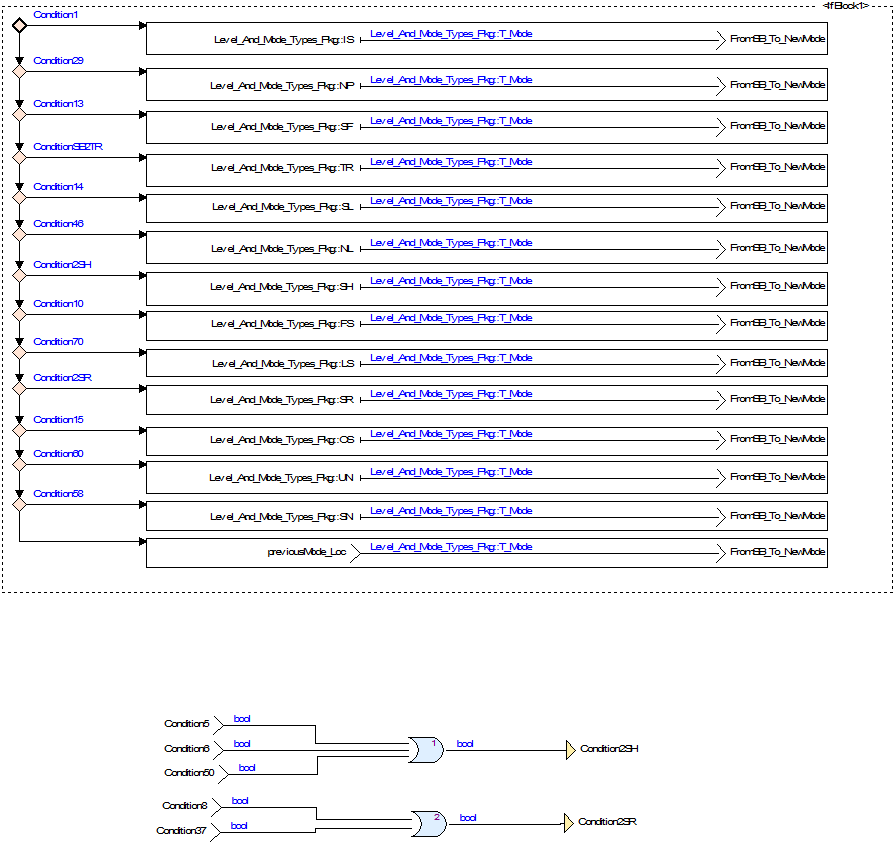 <If Block1>
Condition1
Level_And_Mode_Types_Pkg::IS Level_And_Mode_Types_Pkg::T_Mode FromSB_To_NewMode
Condition29
Level_And_Mode_Types_Pkg::NP Level_And_Mode_Types_Pkg::T_Mode FromSB_To_NewMode
Condition13
Level_And_Mode_Types_Pkg::SF Level_And_Mode_Types_Pkg::T_Mode FromSB_To_NewMode
ConditionSB2TR
Level_And_Mode_Types_Pkg::TR Level_And_Mode_Types_Pkg::T_Mode FromSB_To_NewMode
Condition14
Level_And_Mode_Types_Pkg::SL Level_And_Mode_Types_Pkg::T_Mode FromSB_To_NewMode
Condition46
Level_And_Mode_Types_Pkg::NL Level_And_Mode_Types_Pkg::T_Mode FromSB_To_NewMode
Condition2SH
Level_And_Mode_Types_Pkg::SH Level_And_Mode_Types_Pkg::T_Mode FromSB_To_NewMode
Condition10
Level_And_Mode_Types_Pkg::FS Level_And_Mode_Types_Pkg::T_Mode FromSB_To_NewMode
Condition70
Level_And_Mode_Types_Pkg::LS Level_And_Mode_Types_Pkg::T_Mode FromSB_To_NewMode
Condition2SR
Level_And_Mode_Types_Pkg::SR Level_And_Mode_Types_Pkg::T_Mode FromSB_To_NewMode
Condition15
Level_And_Mode_Types_Pkg::OS Level_And_Mode_Types_Pkg::T_Mode FromSB_To_NewMode
Condition60
Level_And_Mode_Types_Pkg::UN Level_And_Mode_Types_Pkg::T_Mode FromSB_To_NewMode
Condition58
Level_And_Mode_Types_Pkg::SN Level_And_Mode_Types_Pkg::T_Mode FromSB_To_NewMode
previousMode_Loc Level_And_Mode_Types_Pkg::T_Mode FromSB_To_NewMode
Condition5 bool
Condition6 bool 1 bool Condition2SH
Condition50 bool
Condition8 bool
2 bool Condition2SR
Condition37 bool